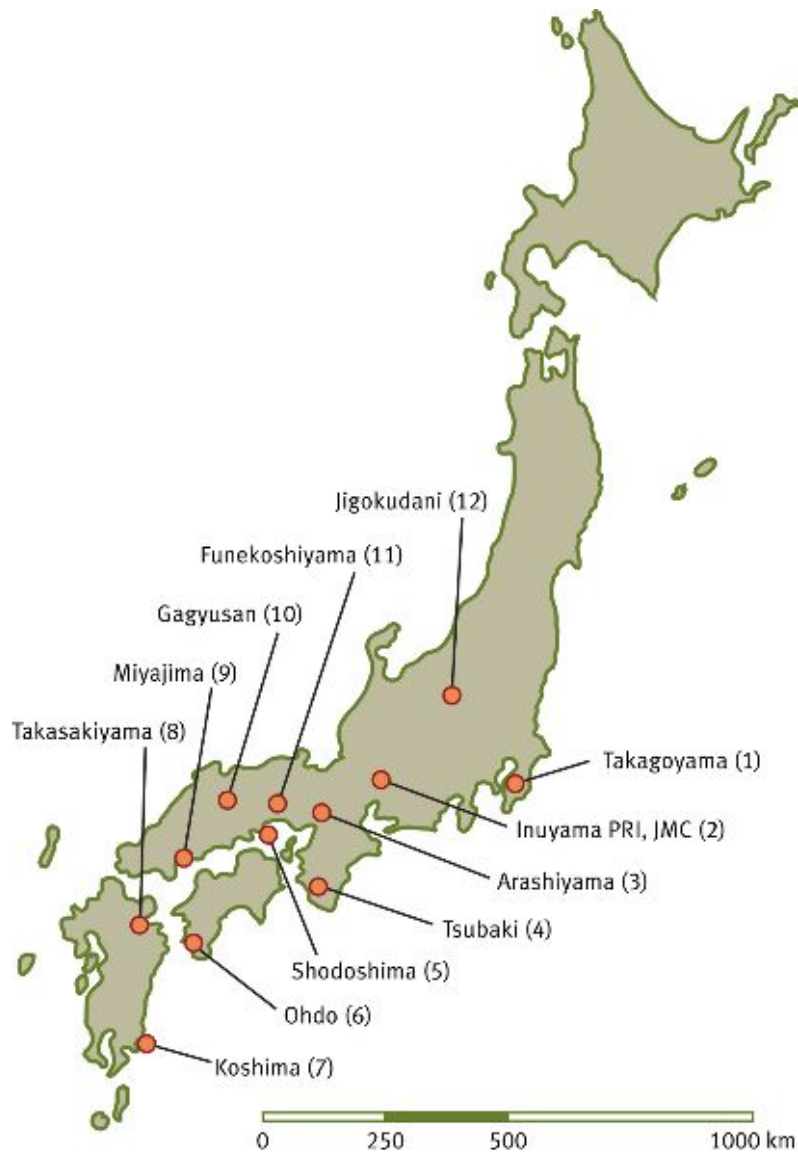 Jigokudani (12)
Funekoshiyama (11)
Gagyusan (10)
Miyajima (9)
Takasakiyama (8)
Takagoyama (1)
Inuyama PRI, JMC (2)
Arashiyama (3)
Tsubaki (4)
Shodoshima (5)
Ohdo (6)
Koshima (7)
0 250 500 1000 km